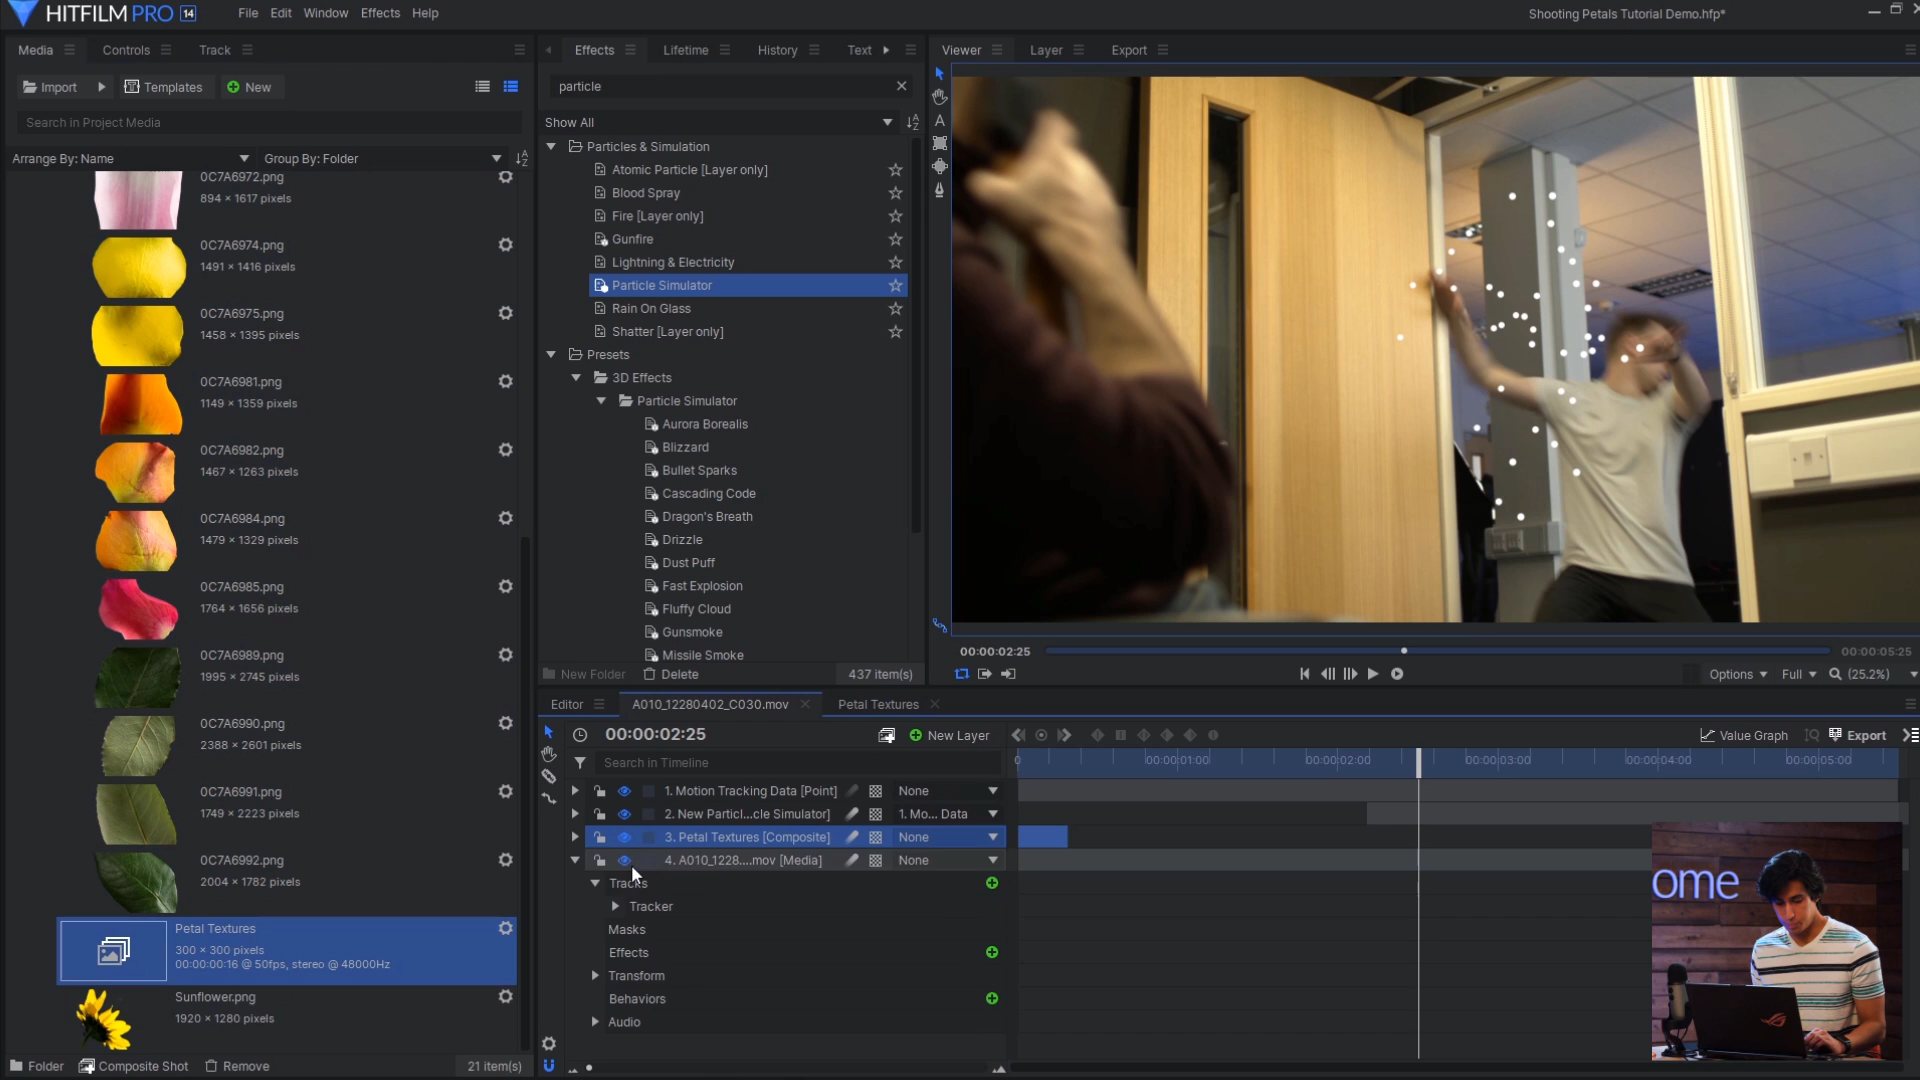 HITFILM PRO 14
File Edit Window Effects Help
Shooting Petals Tutorial Demo.hfp*
Media Controls Track
Import Templates New
Search in Project Media
Arrange By: Name Group By: Folder
0C7A6972.png
894 × 1617 pixels
0C7A6974.png
1491 × 1416 pixels
0C7A6975.png
1458 × 1395 pixels
0C7A6981.png
1149 × 1359 pixels
0C7A6982.png
1467 × 1263 pixels
0C7A6984.png
1479 × 1329 pixels
0C7A6985.png
1764 × 1656 pixels
0C7A6989.png
1995 × 2745 pixels
0C7A6990.png
2388 × 2601 pixels
0C7A6991.png
1749 × 2223 pixels
0C7A6992.png
2004 × 1782 pixels
Petal Textures
300 × 300 pixels
00:00:00:16 @ 50fps, stereo @ 48000Hz
Sunflower.png
1920 × 1280 pixels
Folder Composite Shot Remove 21 item(s)
Effects Lifetime History Text
particle
Show All
Particles & Simulation
Atomic Particle [Layer only]
Blood Spray
Fire [Layer only]
Gunfire
Lightning & Electricity
Particle Simulator
Rain On Glass
Shatter [Layer only]
Presets
3D Effects
Particle Simulator
Aurora Borealis
Blizzard
Bullet Sparks
Cascading Code
Dragon's Breath
Drizzle
Dust Puff
Fast Explosion
Fluffy Cloud
Gunsmoke
Missile Smoke
New Folder Delete 437 item(s)
Viewer Layer Export
00:00:02:25 00:00:05:25
Options Full (25.2%)
Editor A010_12280402_C030.mov Petal Textures
00:00:02:25 New Layer Value Graph Export
Search in Timeline
0 00:00:01:00 00:00:02:00 00:00:03:00 00:00:04:00 00:00:05:00
1. Motion Tracking Data [Point] None
2. New Particl...cle Simulator] 1. Mo... Data
3. Petal Textures [Composite] None
4. A010_1228....mov [Media] None
Tracks
Tracker
Masks
Effects
Transform
Behaviors
Audio
ome